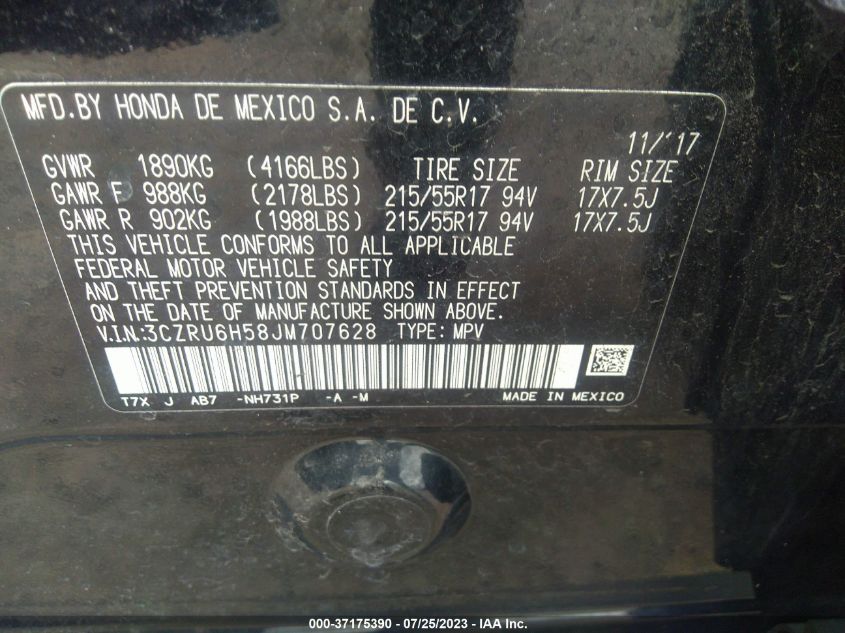 MFD.BY HONDA DE MEXICO S.A. DE C.V.
11/'17
GVWR 1890KG (4166LBS) TIRE SIZE RIM SIZE
GAWR F 988KG (2178LBS) 215/55R17 94V 17X7.5J
GAWR R 902KG (1988LBS) 215/55R17 94V 17X7.5J
THIS VEHICLE CONFORMS TO ALL APPLICABLE
FEDERAL MOTOR VEHICLE SAFETY
AND THEFT PREVENTION STANDARDS IN EFFECT
ON THE DATE OF MANUFACTURE SHOWN ABOVE.
V.I.N:3CZRU6H58JM707628 TYPE: MPV
T7X J AB7 -NH731P -A -M MADE IN MEXICO
000-37175390 - 07/25/2023 - IAA Inc.